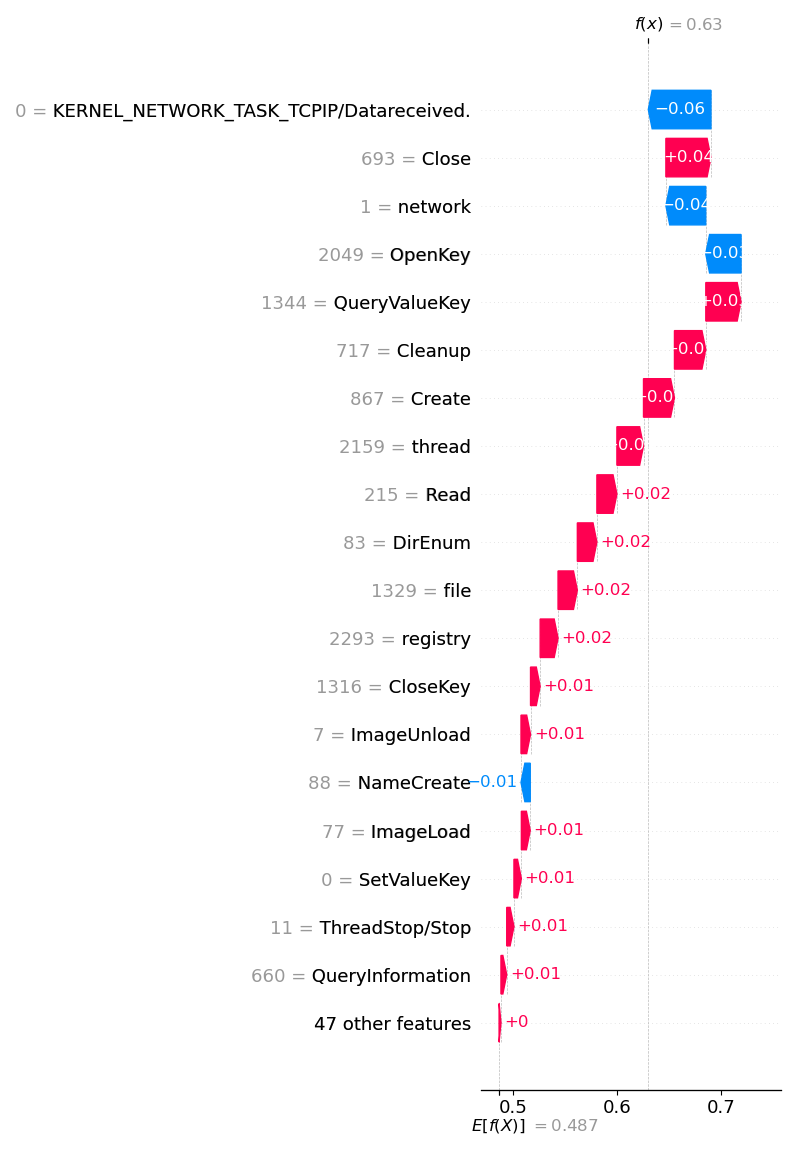 f(x) = 0.63
0 = KERNEL_NETWORK_TASK_TCPIP/Datareceived. −0.06
693 = Close +0.04
1 = network −0.04
2049 = OpenKey
1344 = QueryValueKey
717 = Cleanup
867 = Create
2159 = thread
215 = Read +0.02
83 = DirEnum +0.02
1329 = file +0.02
2293 = registry +0.02
1316 = CloseKey +0.01
7 = ImageUnload +0.01
88 = NameCreate −0.01
77 = ImageLoad +0.01
0 = SetValueKey +0.01
11 = ThreadStop/Stop +0.01
660 = QueryInformation +0.01
47 other features +0
0.5 0.6 0.7
E[f(X)] = 0.487